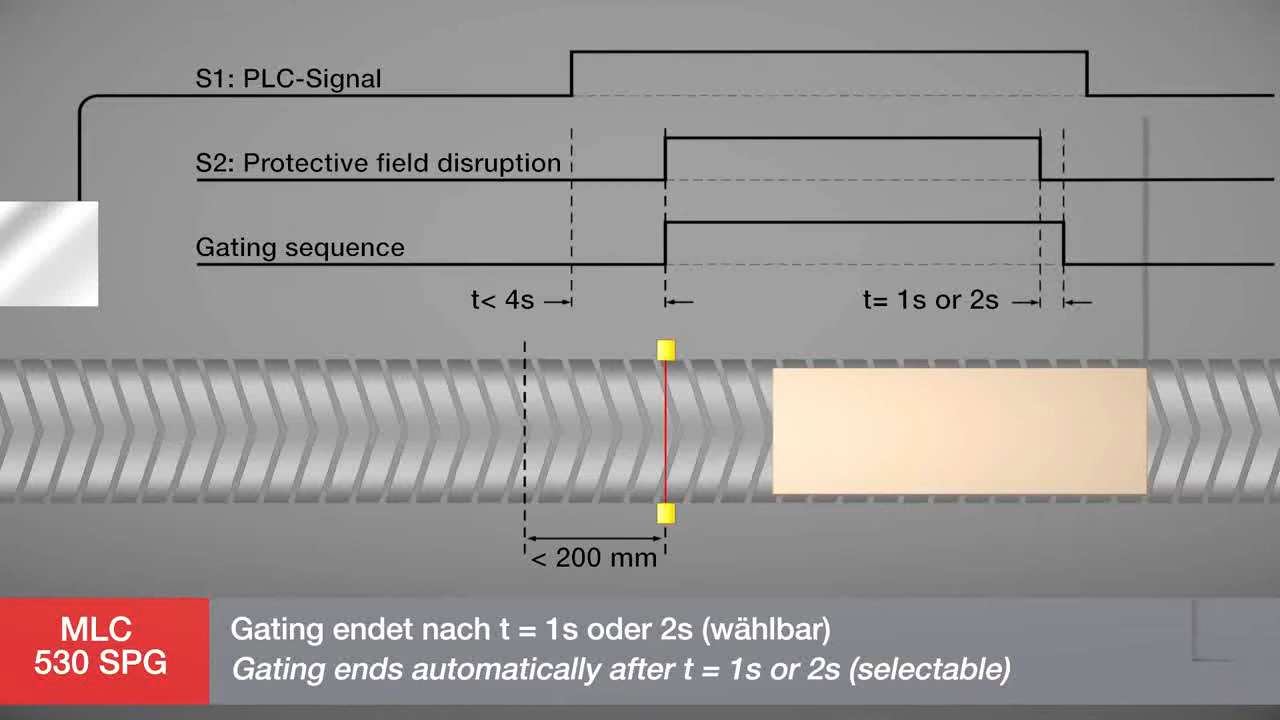 S1: PLC-Signal
S2: Protective field disruption
Gating sequence
t< 4s
t= 1s or 2s
< 200 mm
MLC
530 SPG
Gating endet nach t = 1s oder 2s (wählbar)
Gating ends automatically after t = 1s or 2s (selectable)